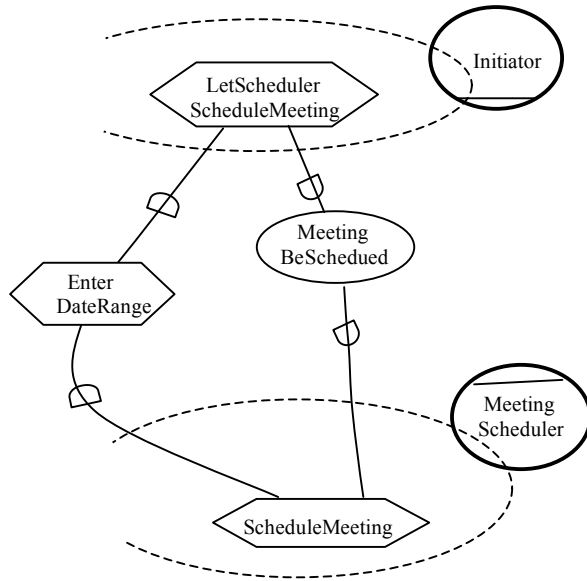 Initiator
LetScheduler
ScheduleMeeting
Meeting
BeSchedued
Enter
DateRange
Meeting
Scheduler
ScheduleMeeting